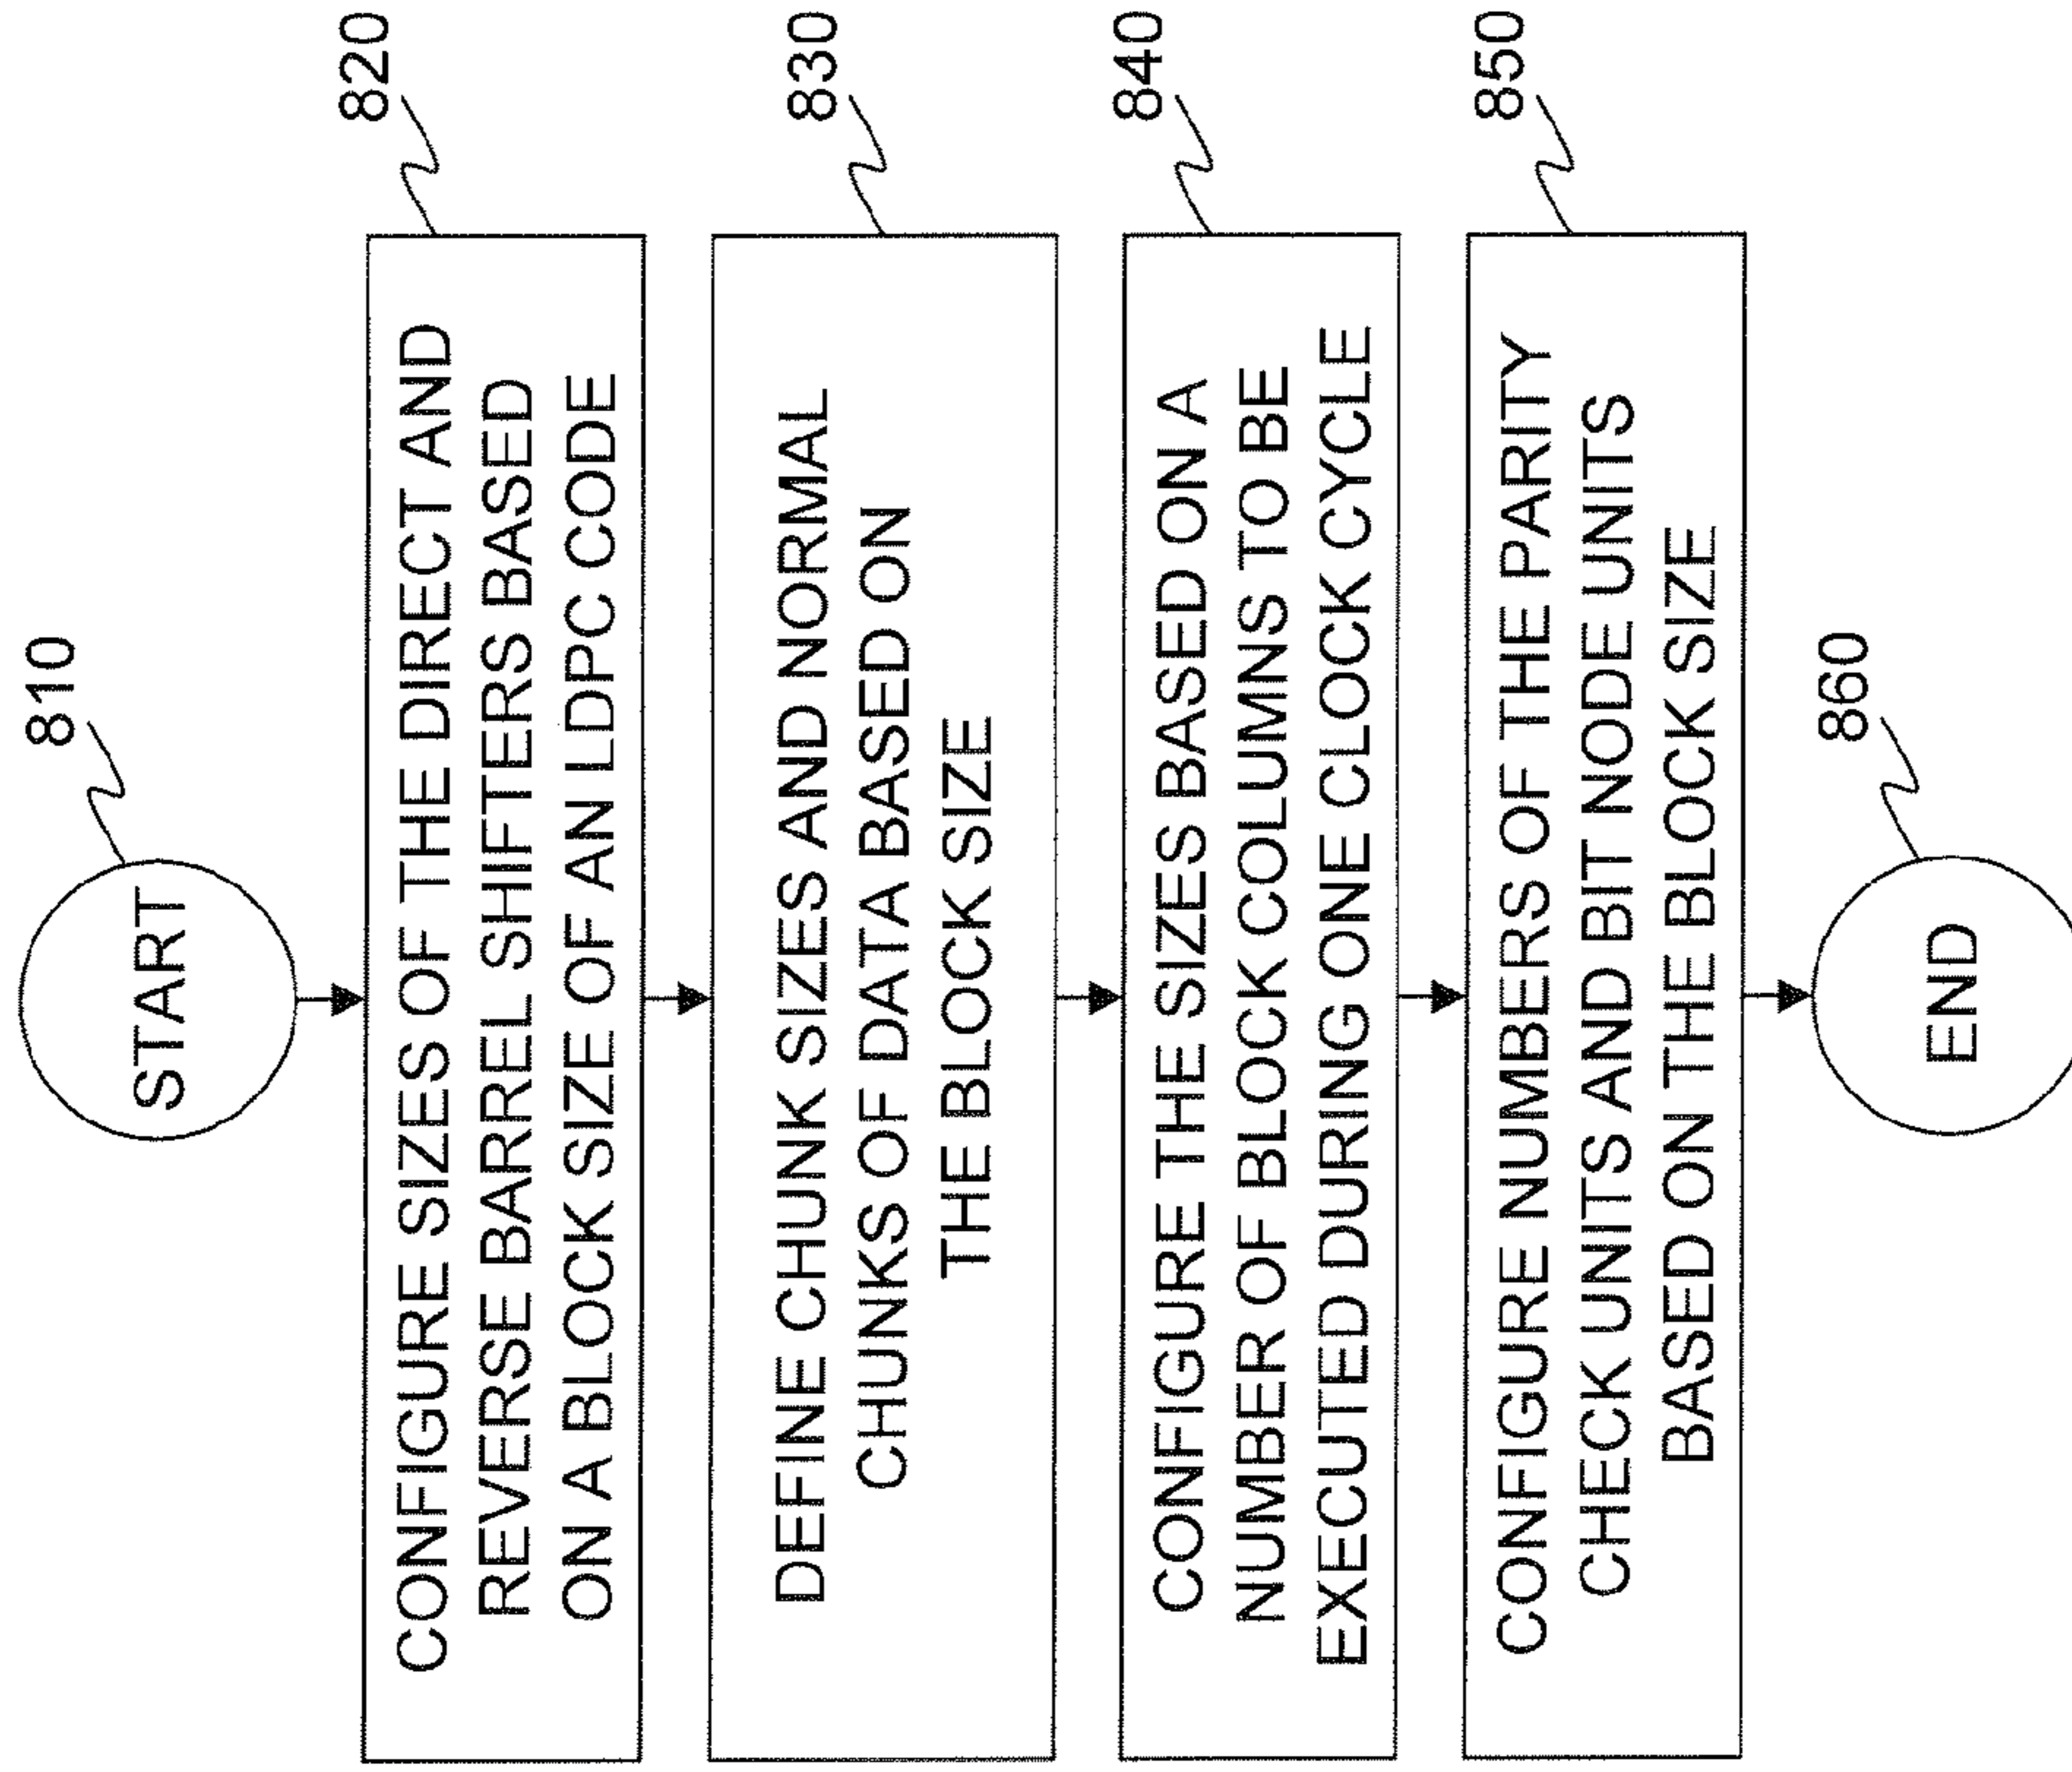 810
START
820
CONFIGURE SIZES OF THE DIRECT AND
REVERSE BARREL SHIFTERS BASED
ON A BLOCK SIZE OF AN LDPC CODE
830
DEFINE CHUNK SIZES AND NORMAL
CHUNKS OF DATA BASED ON
THE BLOCK SIZE
840
CONFIGURE THE SIZES BASED ON A
NUMBER OF BLOCK COLUMNS TO BE
EXECUTED DURING ONE CLOCK CYCLE
850
CONFIGURE NUMBERS OF THE PARITY
CHECK UNITS AND BIT NODE UNITS
BASED ON THE BLOCK SIZE
860
END